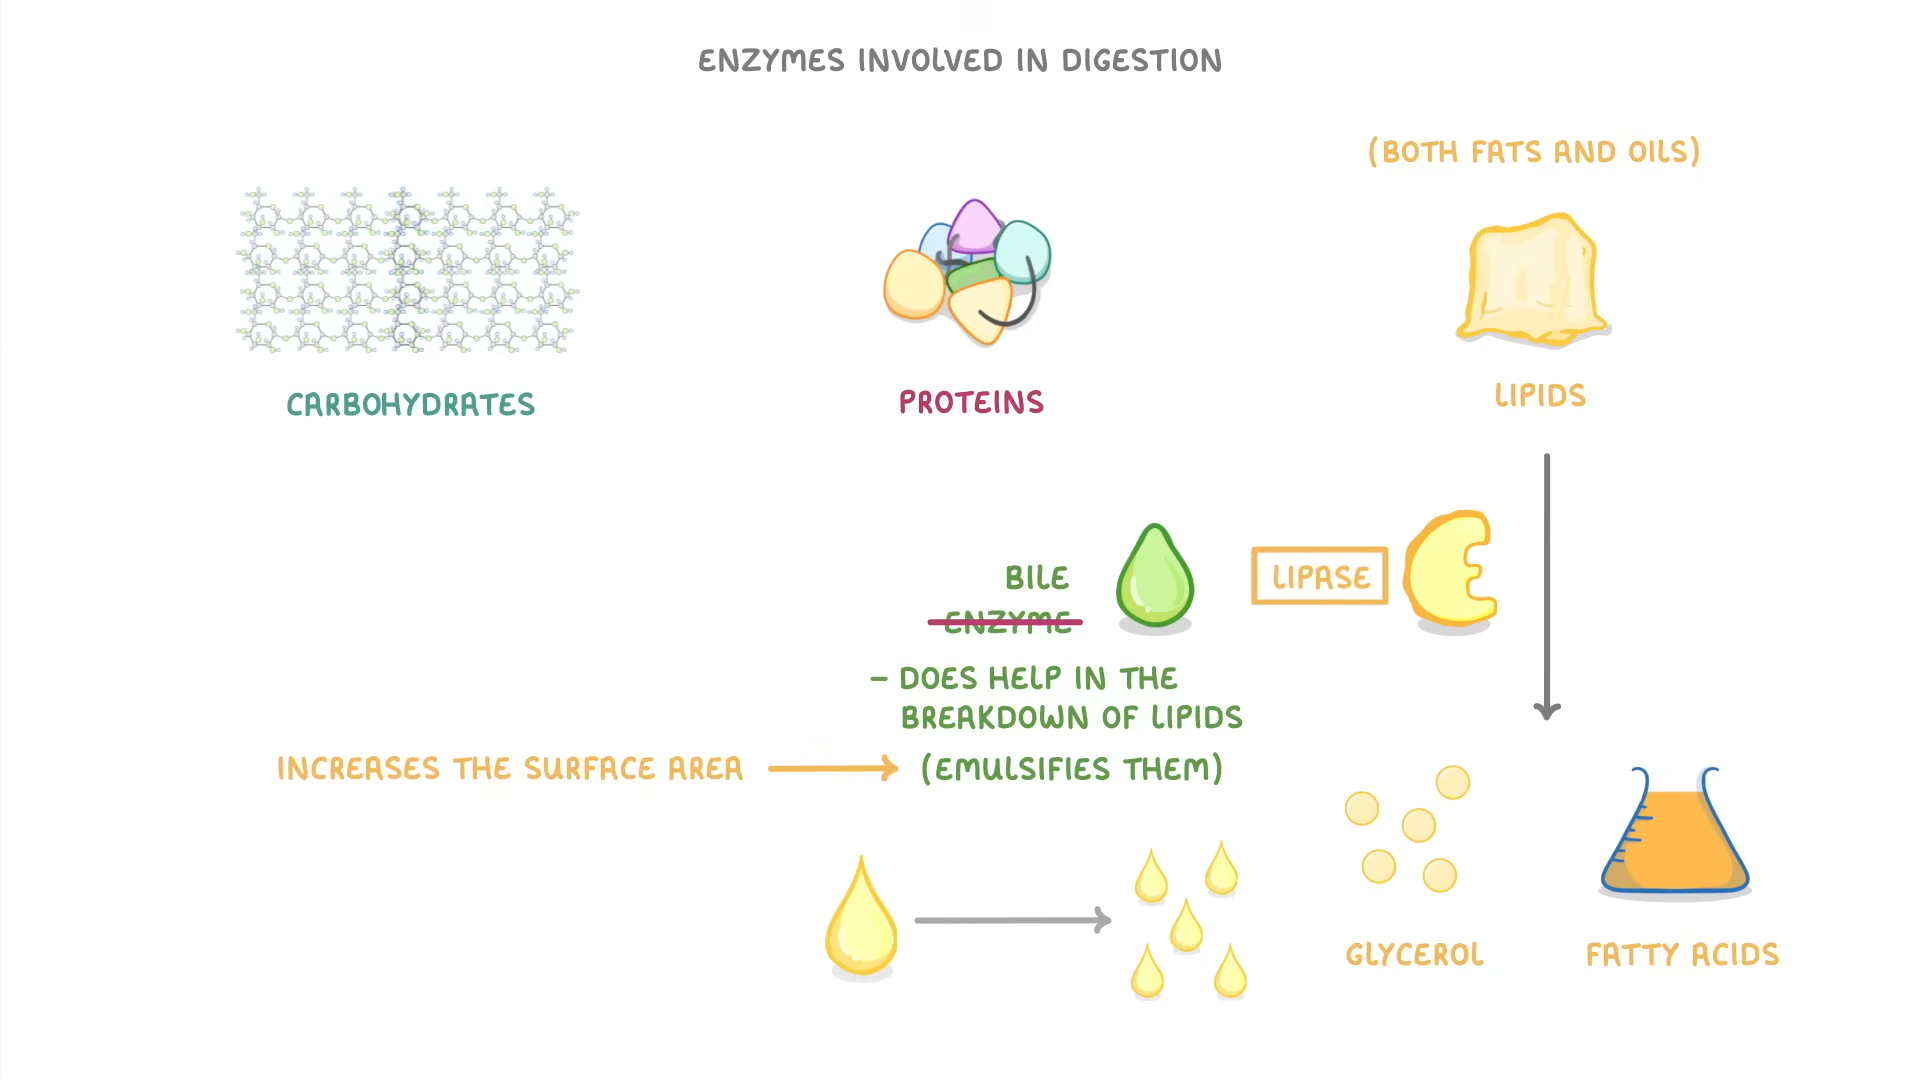 ENZYMES INVOLVED IN DIGESTION
(BOTH FATS AND OILS)
CARBOHYDRATES
PROTEINS
LIPIDS
BILE
ENZYME
LIPASE
- DOES HELP IN THE
BREAKDOWN OF LIPIDS
INCREASES THE SURFACE AREA
(EMULSIFIES THEM)
GLYCEROL
FATTY ACIDS